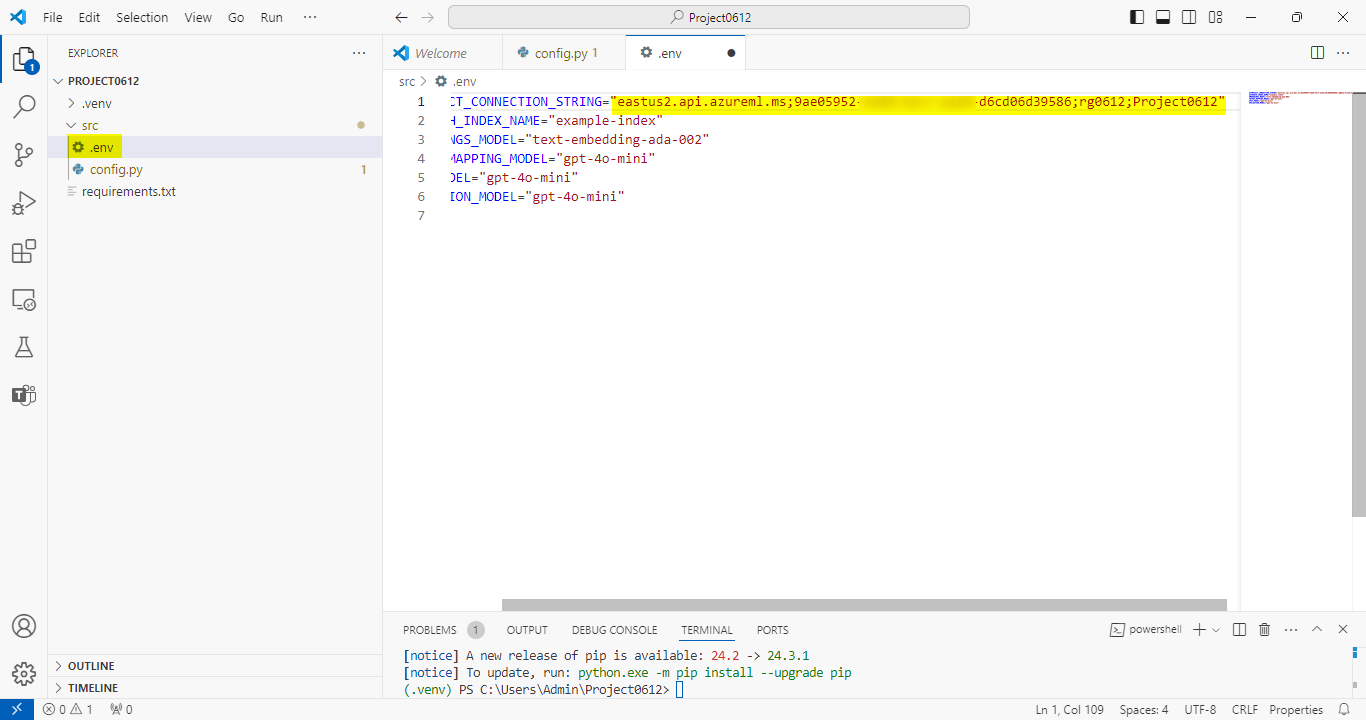 File Edit Selection View Go Run ··· Project0612
EXPLORER ···
PROJECT0612
.venv
src
.env
config.py 1
requirements.txt
OUTLINE
TIMELINE
1
Welcome config.py 1 .env
src > .env
1 CT_CONNECTION_STRING="eastus2.api.azureml.ms;9ae05952- -d6cd06d39586;rg0612;Project0612"
2 H_INDEX_NAME="example-index"
3 NGS_MODEL="text-embedding-ada-002"
4 MAPPING_MODEL="gpt-4o-mini"
5 DEL="gpt-4o-mini"
6 ION_MODEL="gpt-4o-mini"
7
PROBLEMS 1 OUTPUT DEBUG CONSOLE TERMINAL PORTS powershell
[notice] A new release of pip is available: 24.2 -> 24.3.1
[notice] To update, run: python.exe -m pip install --upgrade pip
(.venv) PS C:\Users\Admin\Project0612>
0 1 0 Ln 1, Col 109 Spaces: 4 UTF-8 CRLF Properties